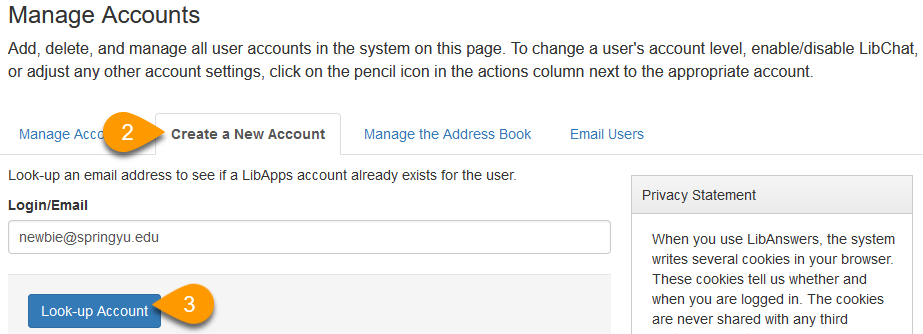 Manage Accounts
Add, delete, and manage all user accounts in the system on this page. To change a user's account level, enable/disable LibChat,
or adjust any other account settings, click on the pencil icon in the actions column next to the appropriate account.
Manage Acco 2 Create a New Account Manage the Address Book Email Users
Look-up an email address to see if a LibApps account already exists for the user.
Login/Email
newbie@springyu.edu
Look-up Account 3
Privacy Statement
When you use LibAnswers, the system
writes several cookies in your browser.
These cookies tell us whether and
when you are logged in. The cookies
are never shared with any third